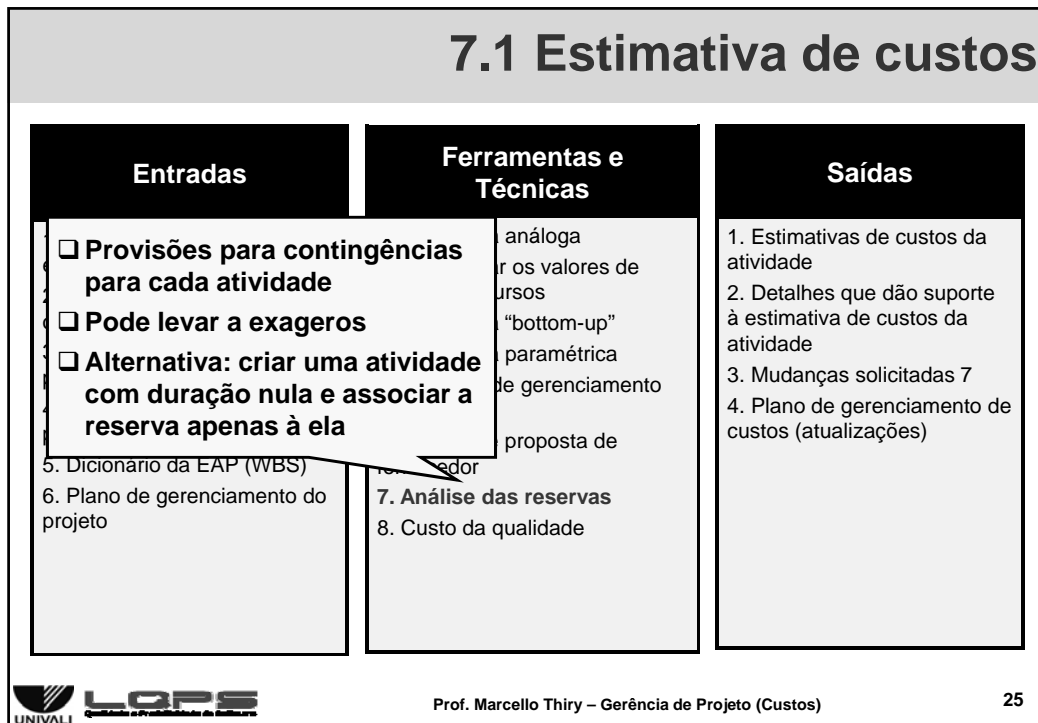 7.1 Estimativa de custos
Entradas
5. Dicionário da EAP (WBS)
6. Plano de gerenciamento do
projeto
❑ Provisões para contingências
para cada atividade
❑ Pode levar a exageros
❑ Alternativa: criar uma atividade
com duração nula e associar a
reserva apenas à ela
Ferramentas e
Técnicas
análoga
os valores de
“bottom-up”
paramétrica
de gerenciamento
proposta de
7. Análise das reservas
8. Custo da qualidade
Saídas
1. Estimativas de custos da
atividade
2. Detalhes que dão suporte
à estimativa de custos da
atividade
3. Mudanças solicitadas 7
4. Plano de gerenciamento de
custos (atualizações)
UNIVALI
LQPS
Prof. Marcello Thiry – Gerência de Projeto (Custos)
25